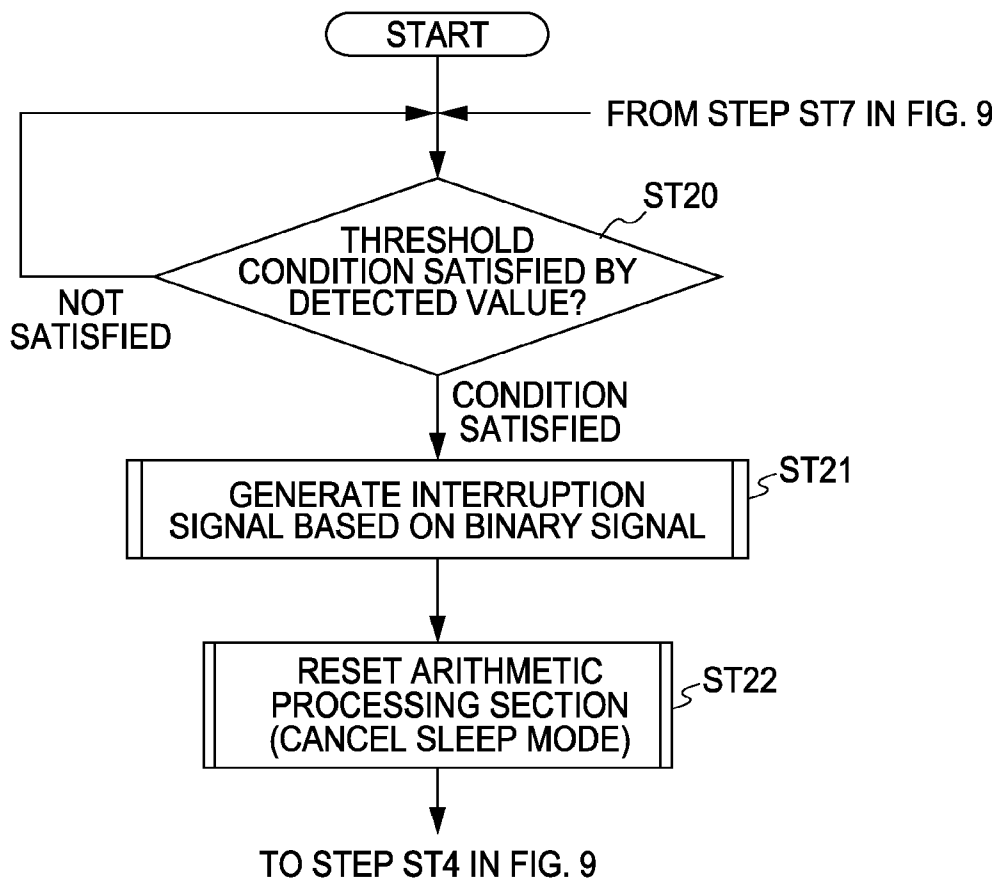 START
FROM STEP ST7 IN FIG. 9
ST20
THRESHOLD
CONDITION SATISFIED BY
DETECTED VALUE?
NOT
SATISFIED
CONDITION
SATISFIED
ST21
GENERATE INTERRUPTION
SIGNAL BASED ON BINARY SIGNAL
RESET ARITHMETIC
PROCESSING SECTION
(CANCEL SLEEP MODE)
ST22
TO STEP ST4 IN FIG. 9